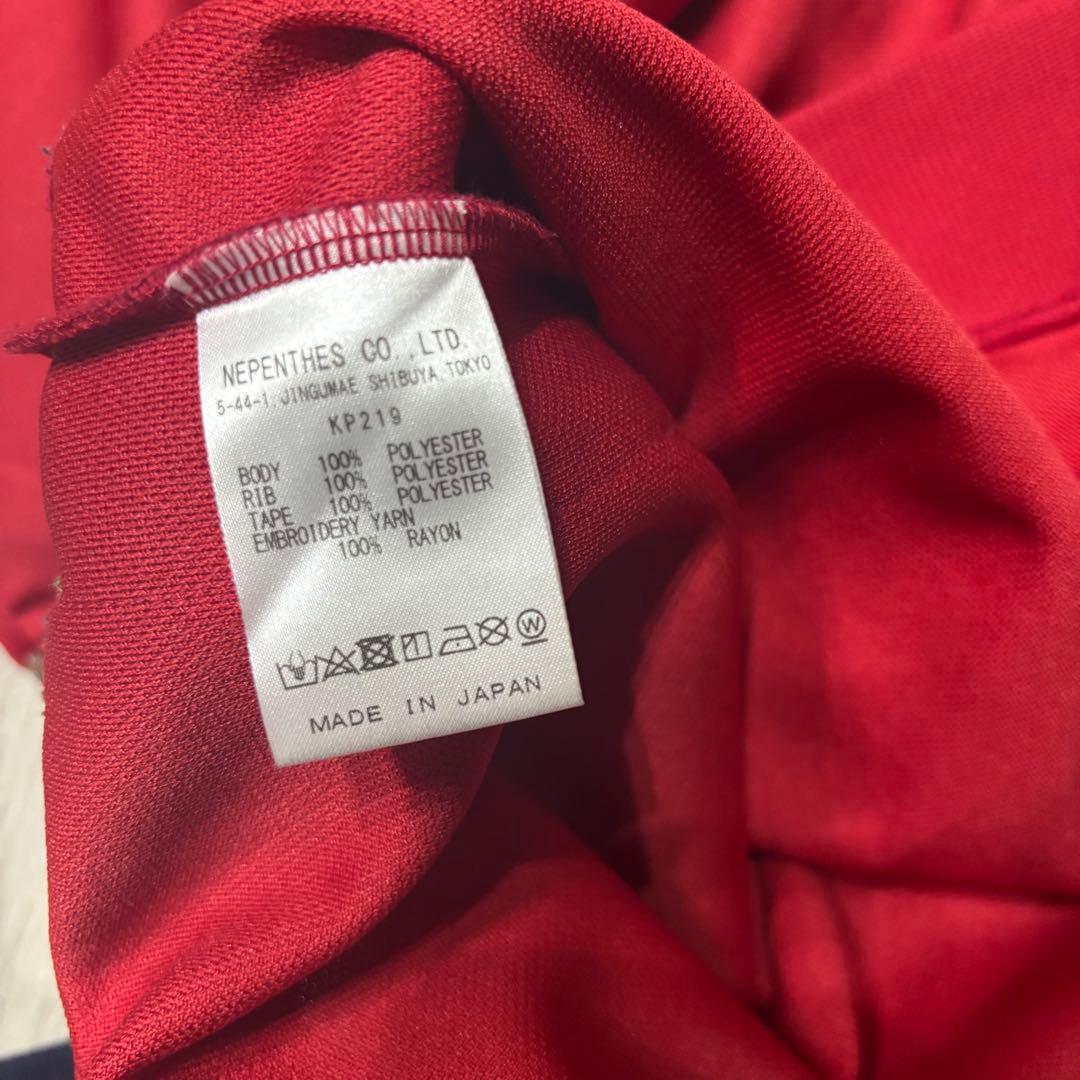 NEPENTHES CO.,LTD.
5-44-1, JINGUMAE SHIBUYA, TOKYO
KP219
BODY 100% POLYESTER
RIB 100% POLYESTER
TAPE 100% POLYESTER
EMBROIDERY YARN
100% RAYON
W
MADE IN JAPAN